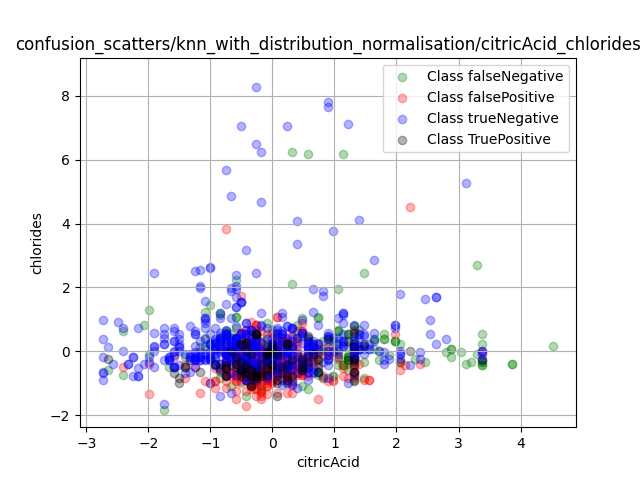 confusion_scatters/knn_with_distribution_normalisation/citricAcid_chlorides
Class falseNegative
Class falsePositive
Class trueNegative
Class TruePositive
8
6
4
2
0
−2
chlorides
−3 −2 −1 0 1 2 3 4
citricAcid